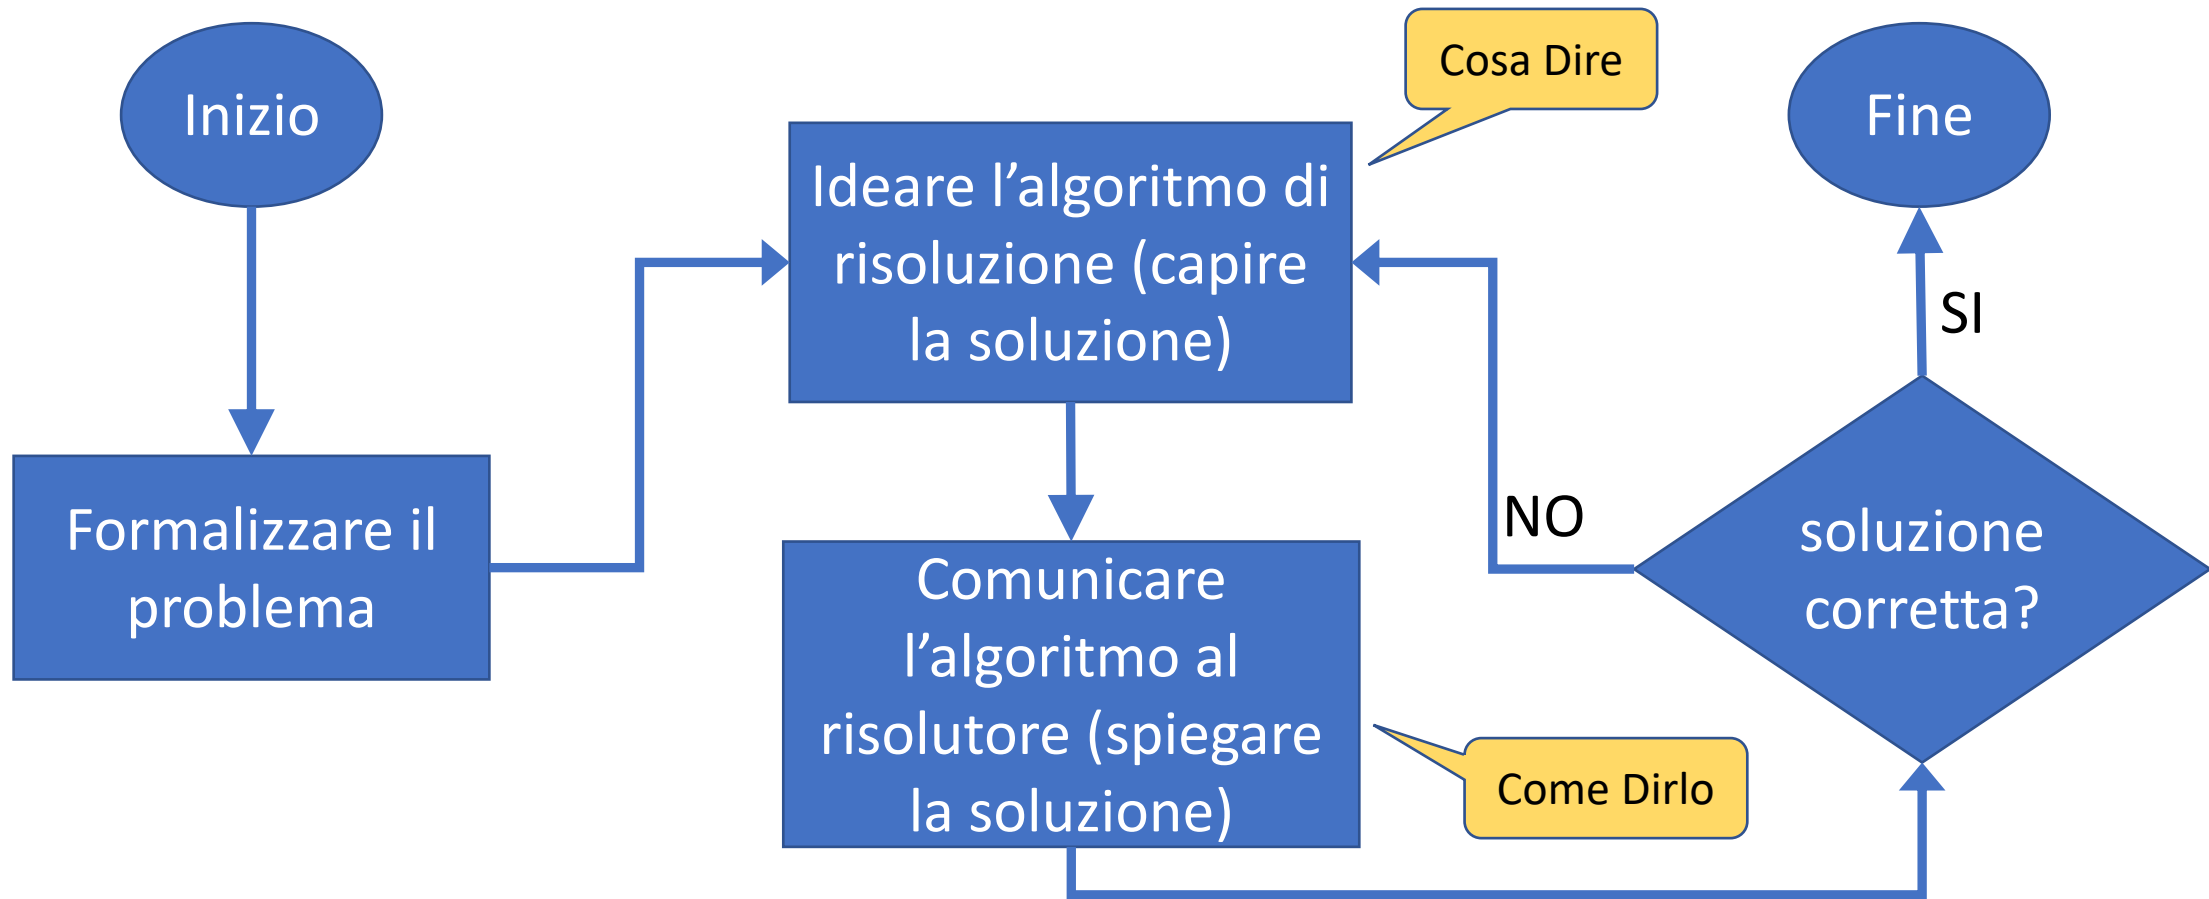 Inizio
Formalizzare il
problema
Cosa Dire
Ideare l’algoritmo di
risoluzione (capire
la soluzione)
Comunicare
l’algoritmo al
risolutore (spiegare
la soluzione)
Come Dirlo
soluzione
corretta?
NO
SI
Fine